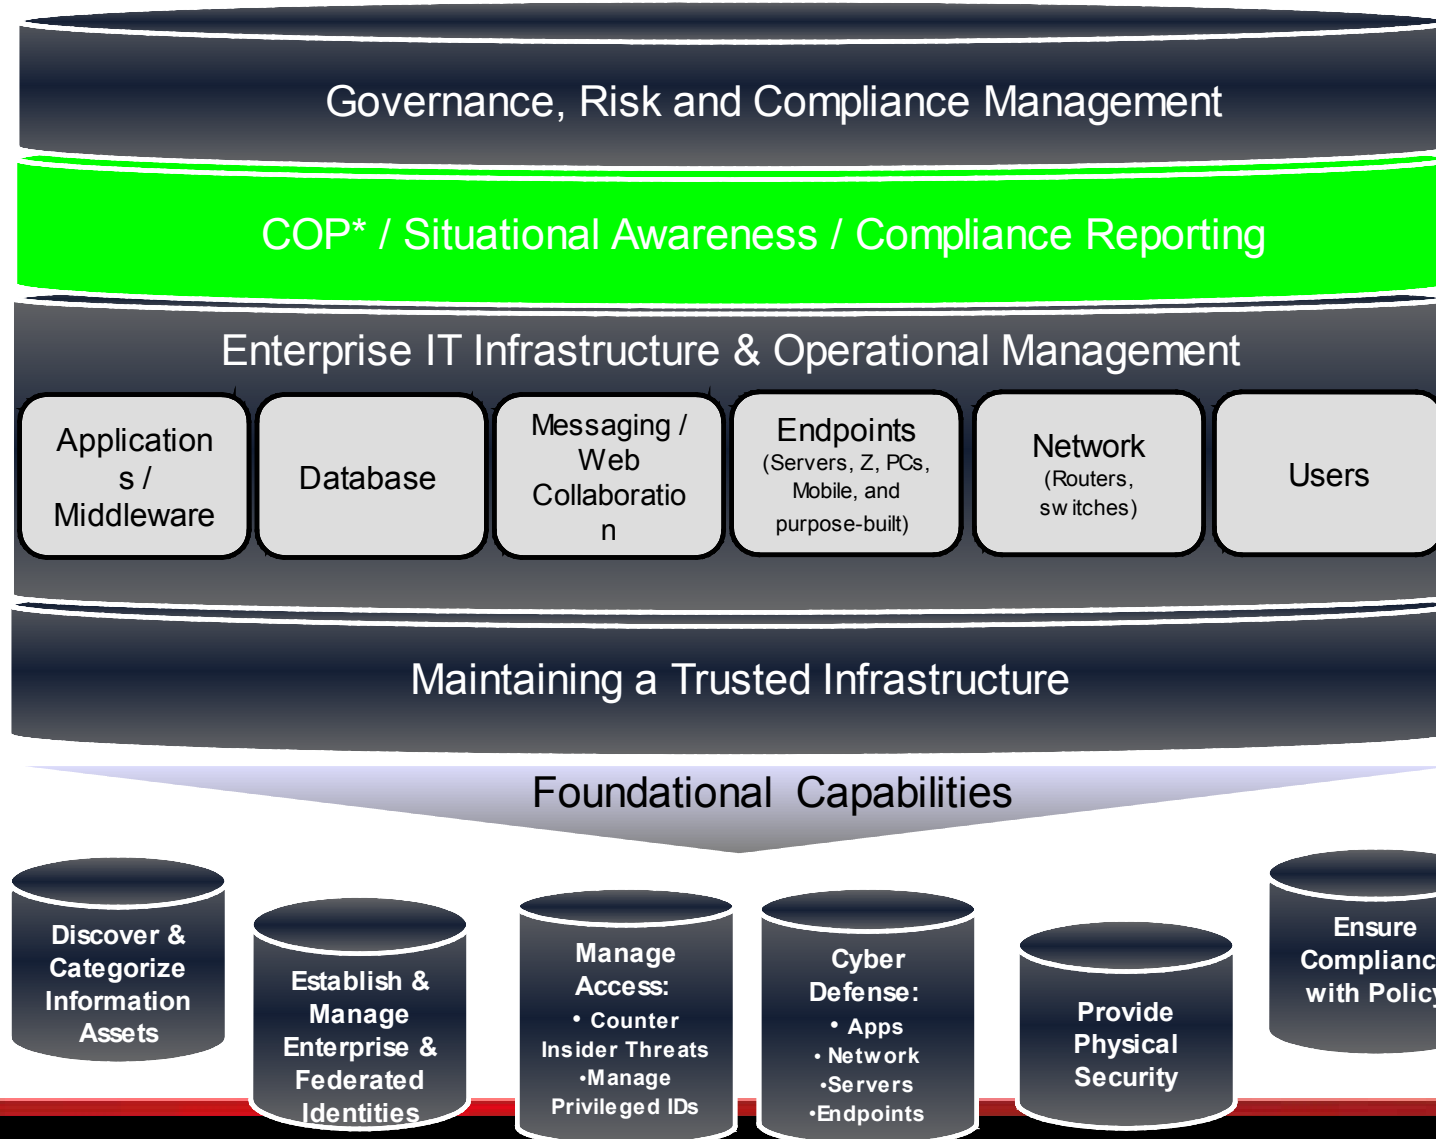 Governance, Risk and Compliance Management
COP* / Situational Awareness / Compliance Reporting
Enterprise IT Infrastructure & Operational Management
Application
s /
Middleware
Database
Messaging /
Web
Collaboratio
n
Endpoints
(Servers, Z, PCs,
Mobile, and
purpose-built)
Network
(Routers,
switches)
Users
Maintaining a Trusted Infrastructure
Foundational Capabilities
Discover &
Categorize
Information
Assets
Establish &
Manage
Enterprise &
Federated
Identities
Manage
Access:
• Counter
Insider Threats
•Manage
Privileged IDs
Cyber
Defense:
• Apps
• Network
•Servers
•Endpoints
Provide
Physical
Security
Ensure
Complianc
with Policy